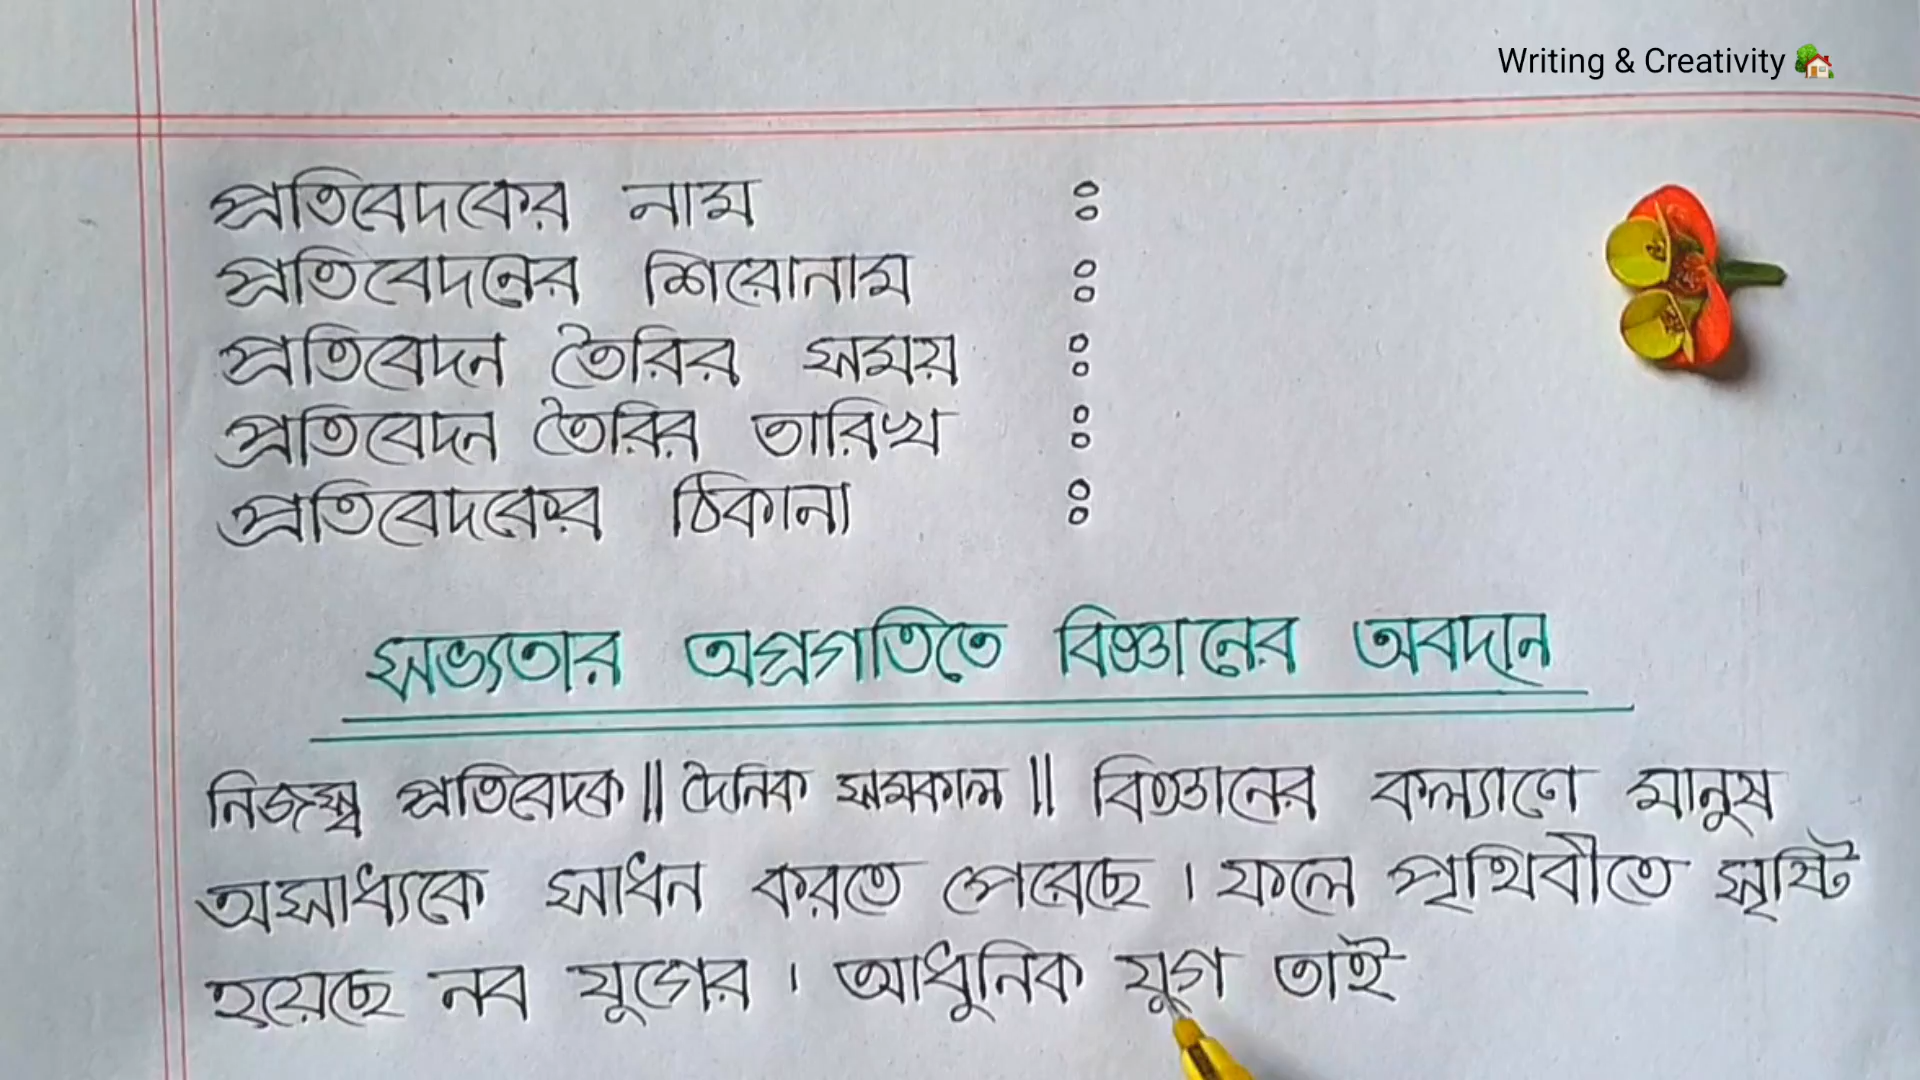 Writing & Creativity
প্রতিবেদকের নাম :
প্রতিবেদনের শিরোনাম :
প্রতিবেদন তৈরির সময় :
প্রতিবেদন তৈরির তারিখ :
প্রতিবেদকের ঠিকানা :
সভ্যতার অগ্রগতিতে বিজ্ঞানের অবদান
নিজস্ব প্রতিবেদক || দৈনিক সমকাল || বিজ্ঞানের কল্যাণে মানুষ
অসাধ্যকে সাধন করতে পেরেছে । ফলে পৃথিবীতে সৃষ্টি
হয়েছে নব যুগের । আধুনিক যুগ তাই